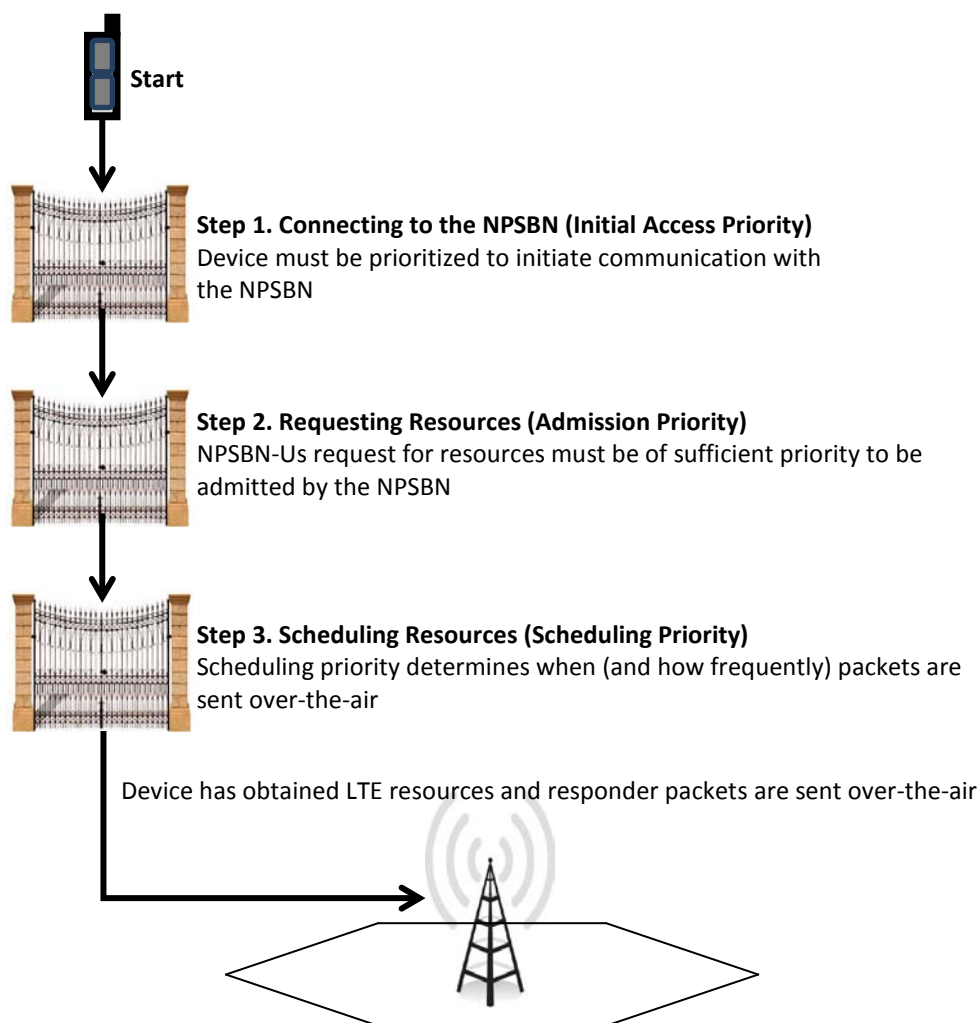 Start
Step 1. Connecting to the NPSBN (Initial Access Priority)
Device must be prioritized to initiate communication with
the NPSBN
Step 2. Requesting Resources (Admission Priority)
NPSBN-Us request for resources must be of sufficient priority to be
admitted by the NPSBN
Step 3. Scheduling Resources (Scheduling Priority)
Scheduling priority determines when (and how frequently) packets are
sent over-the-air
Device has obtained LTE resources and responder packets are sent over-the-air